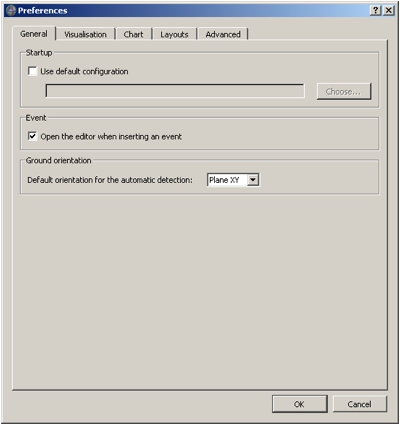 Preferences
General Visualisation Chart Layouts Advanced
Startup
Use default configuration
Choose...
Event
Open the editor when inserting an event
Ground orientation
Default orientation for the automatic detection: Plane XY
OK Cancel